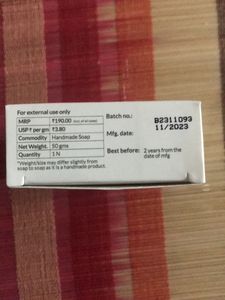 For external use only
MRP ₹190.00 (Incl. of all taxes)
USP ₹ per gm ₹3.80
Commodity Handmade Soap
Net Weight: 50 gms
Quantity 1 N
*Weight/size may differ slightly from
soap to soap as it is a handmade product.
Batch no.: B2311093
Mfg. date: 11/2023
Best before: 2 years from the
date of mfg